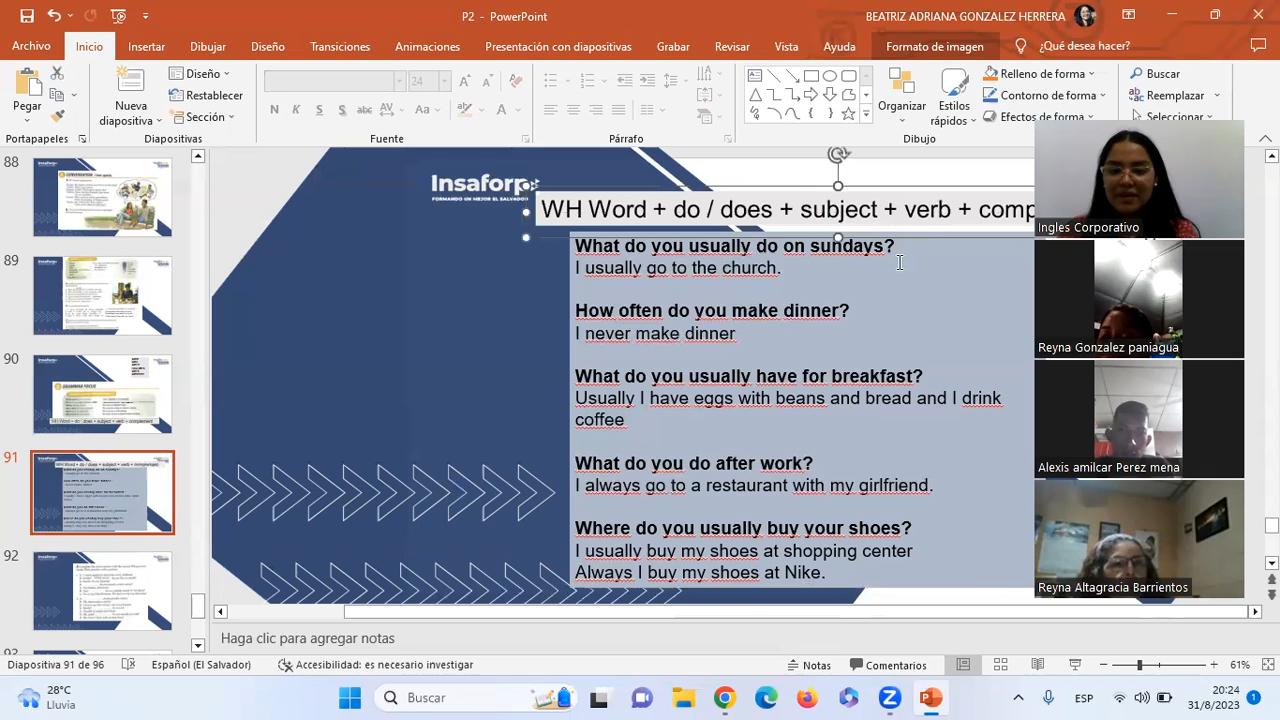 P2 - PowerPoint
BEATRIZ ADRIANA GONZALEZ HERRERA
Archivo Inicio Insertar Dibujar Diseño Transiciones Animaciones Presentación con diapositivas Grabar Revisar Vista Ayuda Formato de imagen ¿Qué desea hacer?
Pegar
Portapapeles
Nueva diapositiva
Diseño
Restablecer
Sección
Diapositivas
24
N K S abc AV Aa A
Fuente
Párrafo
Organizar
Estilos rápidos
Relleno de forma
Contorno de forma
Efectos de forma
Dibujo
Buscar
Reemplazar
Seleccionar
88
89
90
91
92
Insaforp
FORMANDO UN MEJOR EL SALVADOR
WH Word + do / does + subject + verb +
What do you usually do on sundays?
I usually go to the church
How often do you make dinner?
I never make dinner
What do you usually have for breakfast?
Usually I have eggs with beans and bread and I drink
coffee
What do you do after work?
I always go to a restaurant with my girlfriend.
Where do you usually buy your shoes?
I usually buy my shoes at shopping center
Always I buy my shoes in
Ingles Corporativo
Reyna Gonzalez paniagua
Alexis amilcar Perez mena
Reyna Altagracia Barrientos
Haga clic para agregar notas
Diapositiva 91 de 96 Español (El Salvador) Accesibilidad: es necesario investigar Notas Comentarios 61%
28°C
Lluvia
Buscar
ESP
20:24
31/8/2023
1